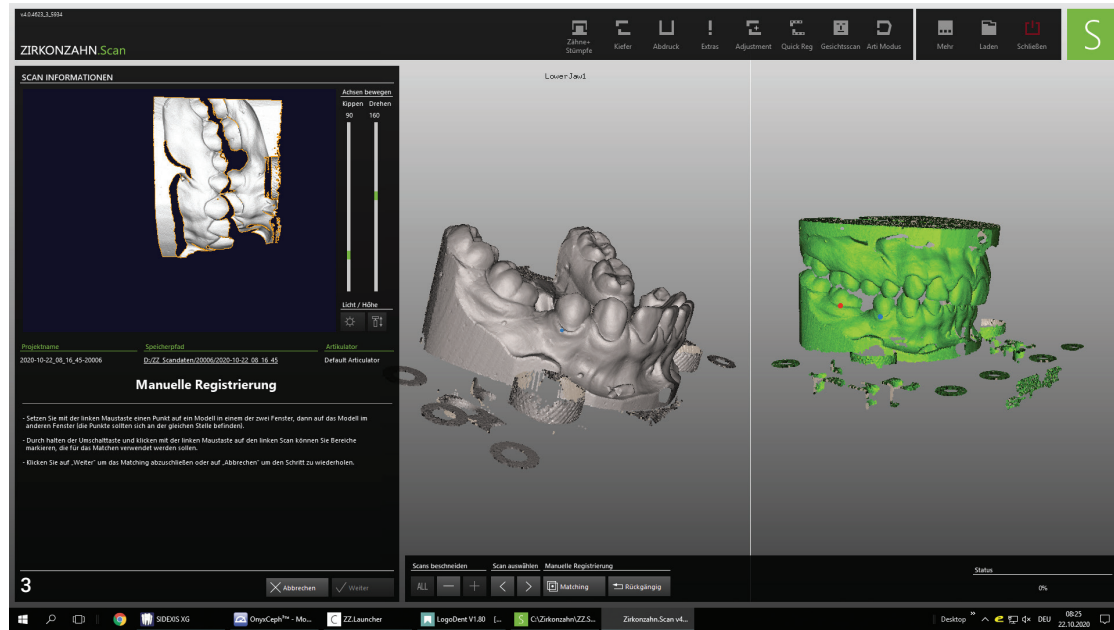 v4.0.4623_3_5934
ZIRKONZAHN.Scan
Zähne+
Stümpfe
Kiefer
Abdruck
Extras
Adjustment
Quick Reg
Gesichtsscan
Arti Modus
Mehr
Laden
Schließen
S
SCAN INFORMATIONEN
Achsen bewegen
Kippen Drehen
90 160
Licht / Höhe
LowerJaw1
Projektname Speicherpfad Artikulator
2020-10-22_08_16_45-20006 D:/ZZ_Scandaten/20006/2020-10-22_08_16_45 Default Articulator
Manuelle Registrierung
- Setzen Sie mit der linken Maustaste einen Punkt auf ein Modell in einem der zwei Fenster, dann auf das Modell im
anderen Fenster (die Punkte sollten sich an der gleichen Stelle befinden).
- Durch halten der Umschalttaste und klicken mit der linken Maustaste auf den linken Scan können Sie Bereiche
markieren, die für das Matchen verwendet werden sollen.
- Klicken Sie auf „Weiter“ um das Matching abzuschließen oder auf „Abbrechen“ um den Schritt zu wiederholen.
3
Abbrechen
Weiter
Scans beschneiden Scan auswählen Manuelle Registrierung
ALL
Matching
Rückgängig
Status
0%
SIDEXIS XG
OnyxCeph™ - Mo...
ZZ.Launcher
LogoDent V1.80 [...
C:\Zirkonzahn\ZZ.S...
Zirkonzahn.Scan v4...
Desktop
DEU
08:25
22.10.2020